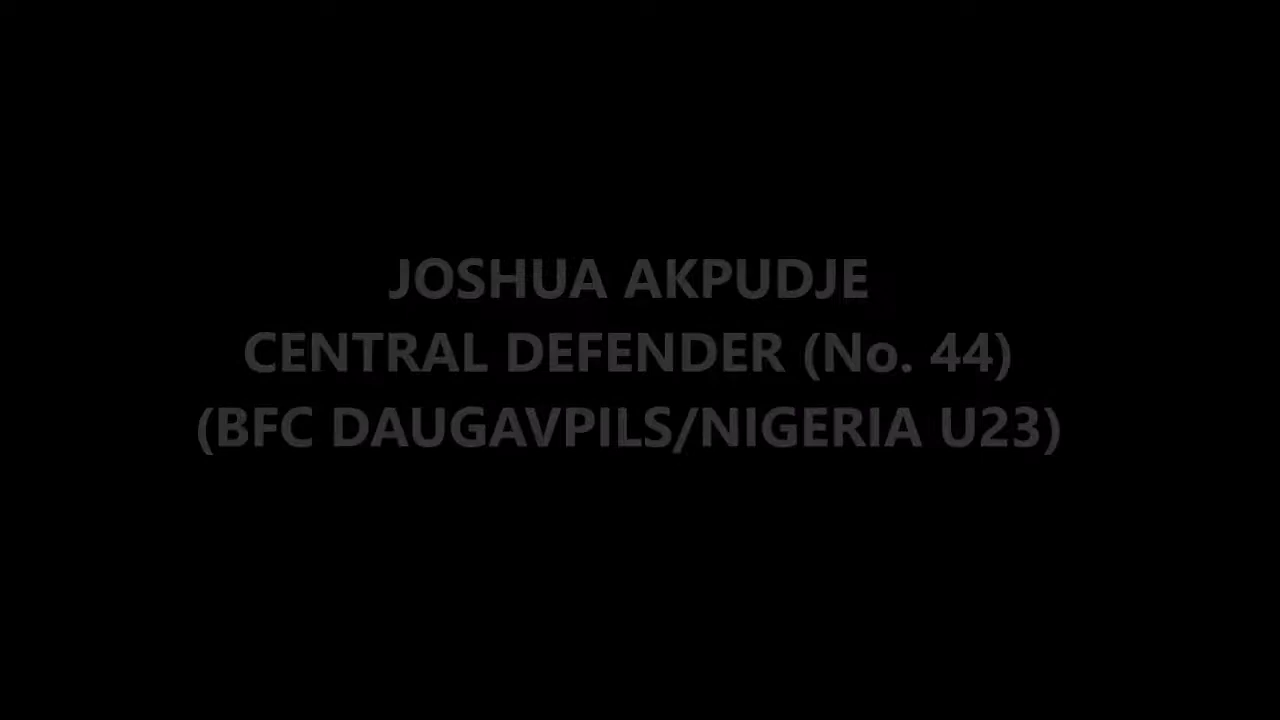 JOSHUA AKPUDJE
CENTRAL DEFENDER (No. 44)
(BFC DAUGAVPILS/NIGERIA U23)